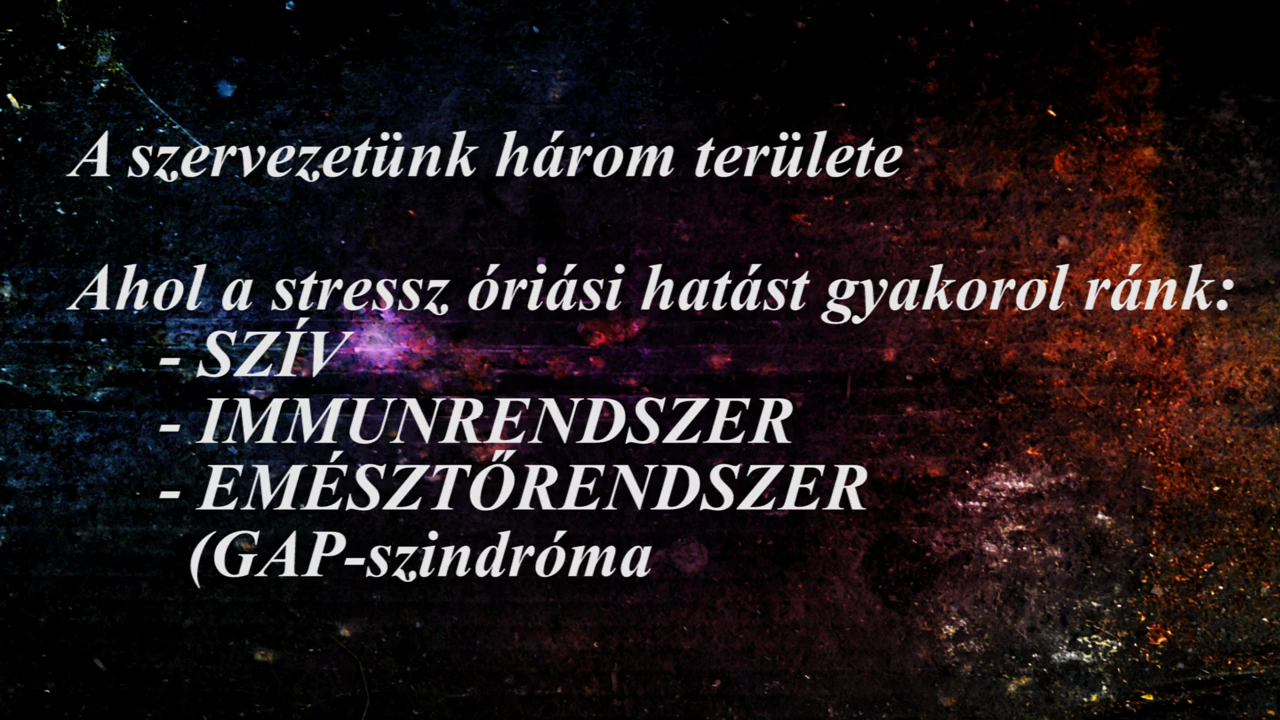 A szervezetünk három területe
Ahol a stressz óriási hatást gyakorol ránk:
- SZÍV
- IMMUNRENDSZER
- EMÉSZTŐRENDSZER
(GAP-szindróma